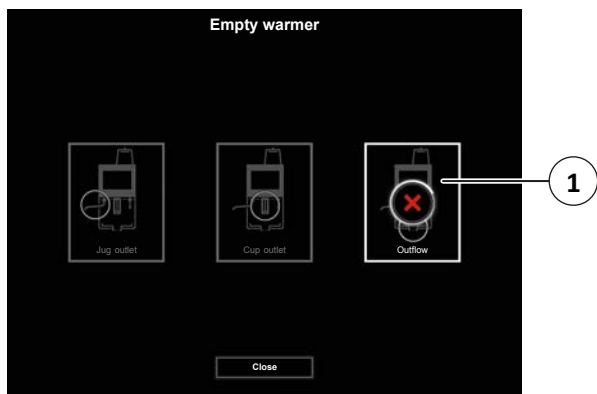 Empty warmer
1
Jug outlet
Cup outlet
Outflow
Close